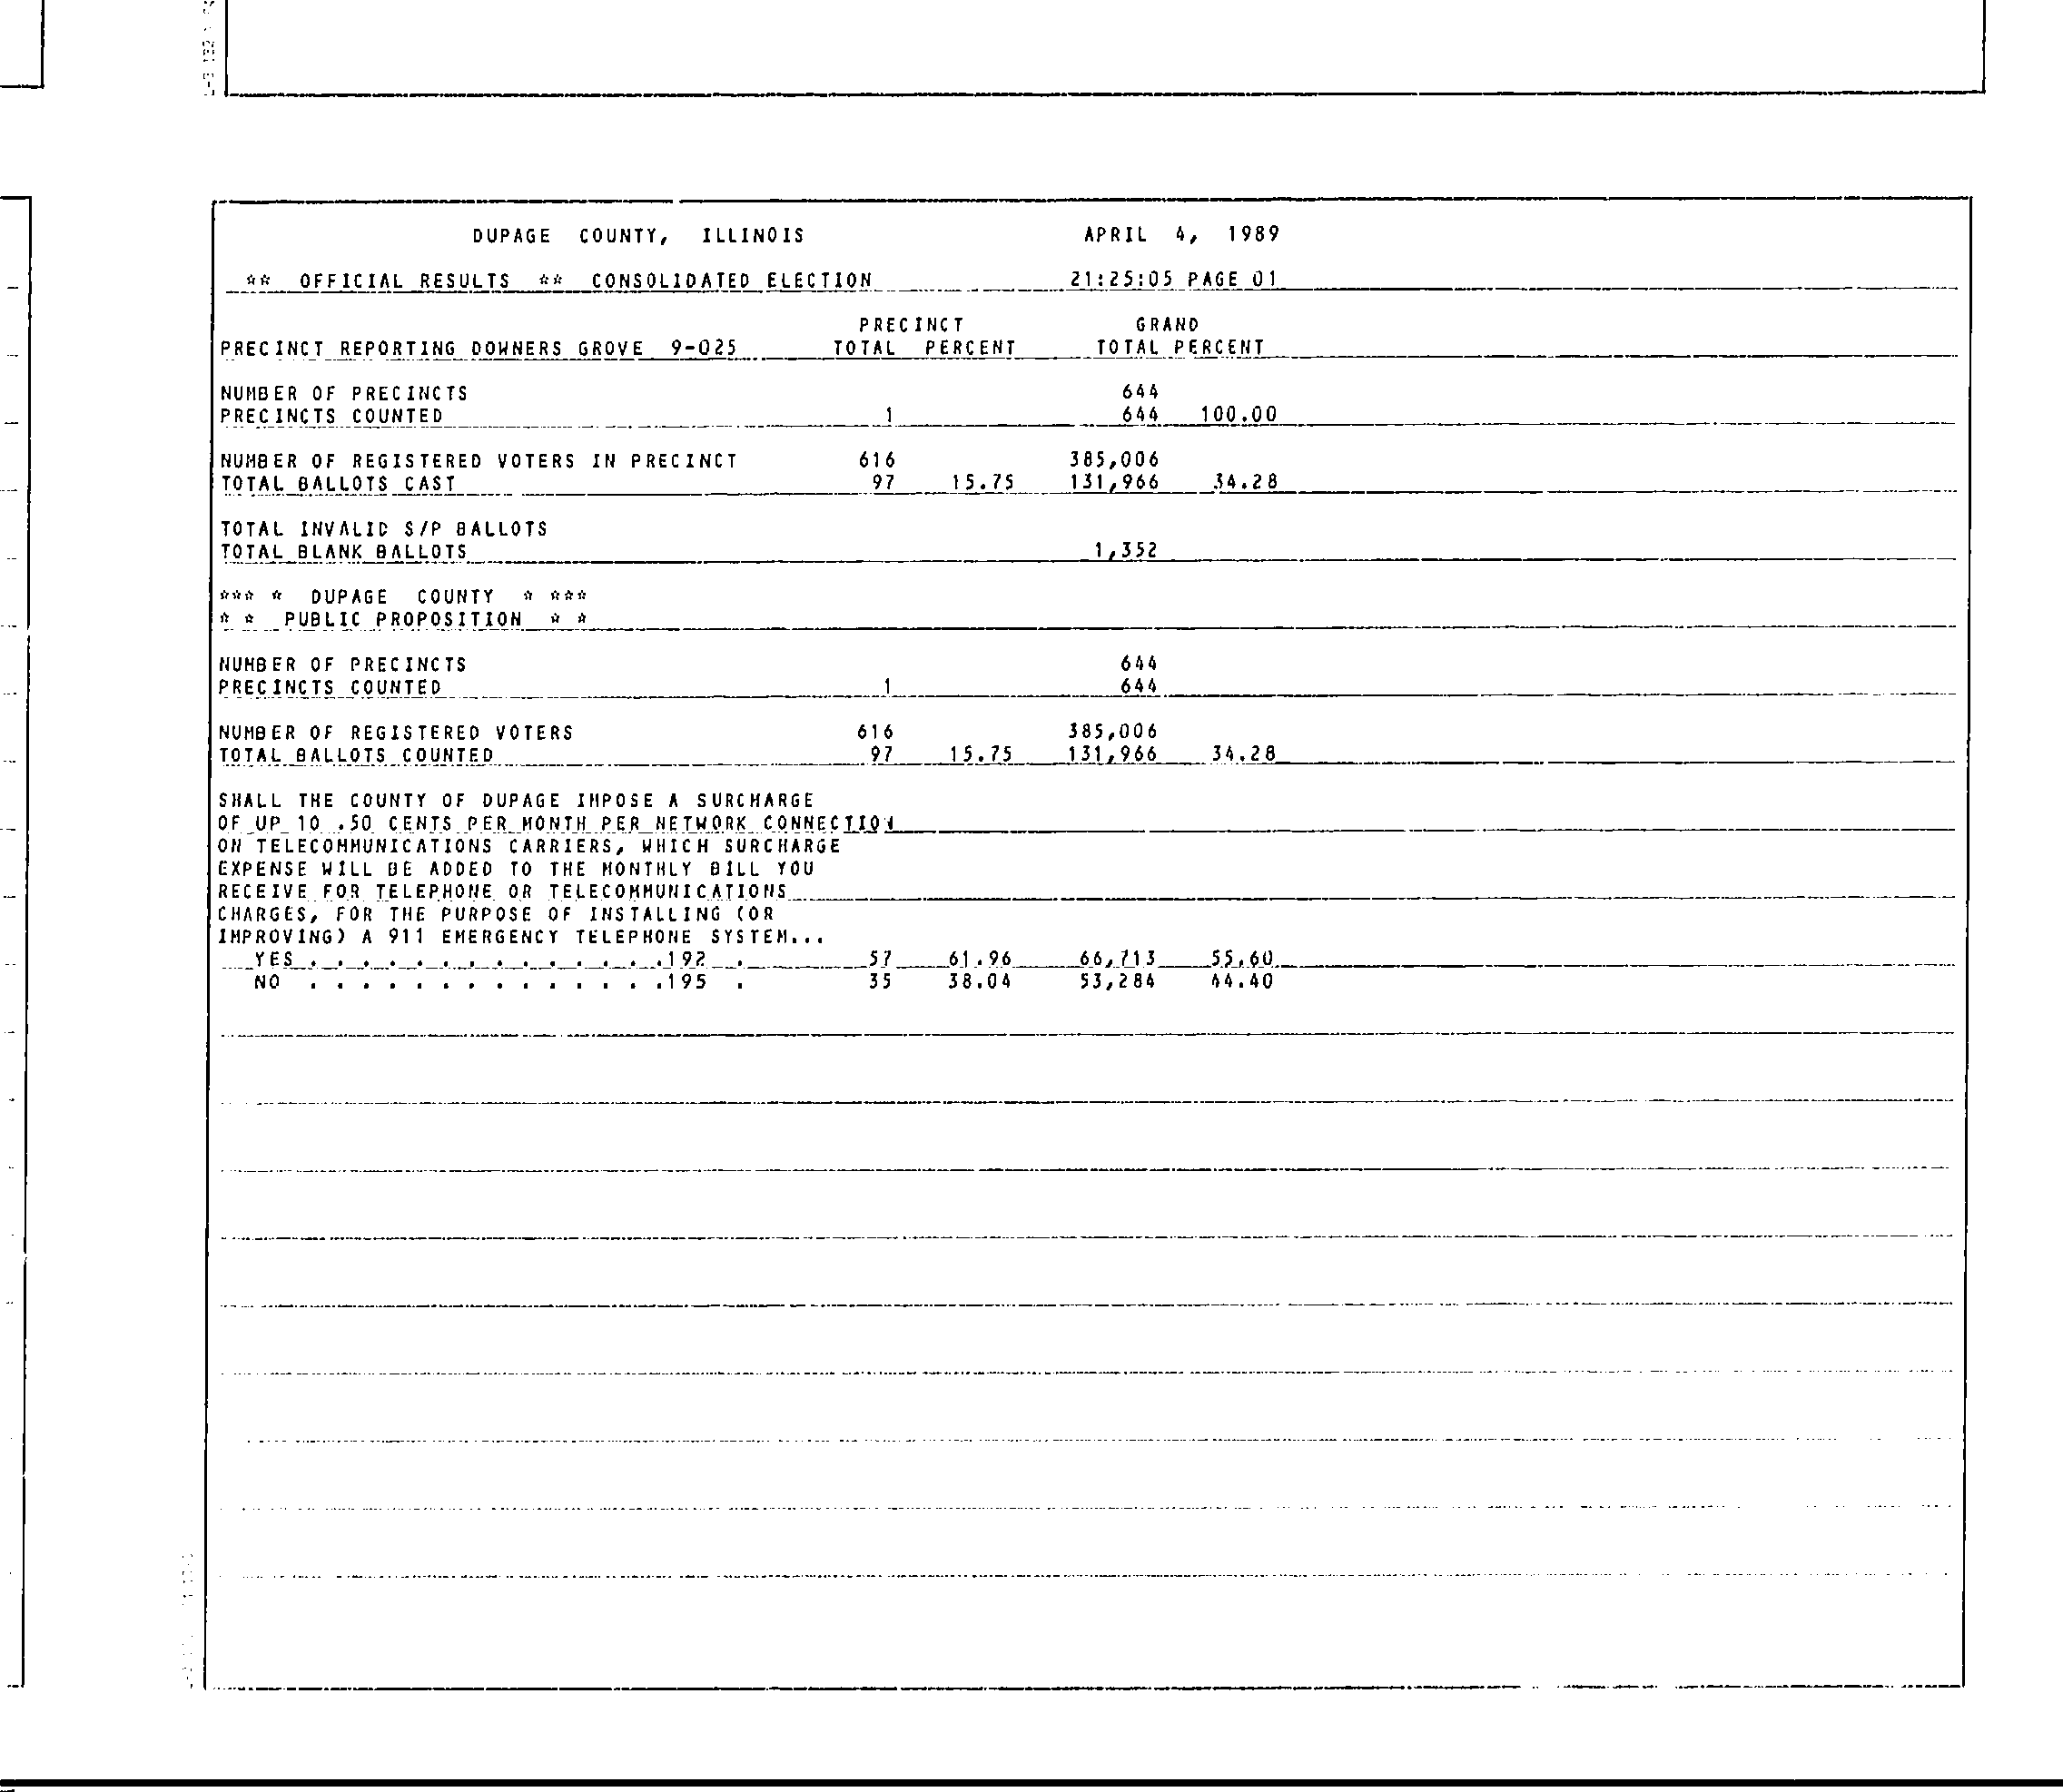 DUPAGE COUNTY, ILLINOIS APRIL 4, 1989
** OFFICIAL RESULTS ** CONSOLIDATED ELECTION 21:25:05 PAGE 01
PRECINCT GRAND
PRECINCT REPORTING DOWNERS GROVE 9-025 TOTAL PERCENT TOTAL PERCENT
NUMBER OF PRECINCTS 644
PRECINCTS COUNTED 1 644 100.00
NUMBER OF REGISTERED VOTERS IN PRECINCT 616 385,006
TOTAL BALLOTS CAST 97 15.75 131,966 34.28
TOTAL INVALID S/P BALLOTS
TOTAL BLANK BALLOTS 1,352
*** * DUPAGE COUNTY * ***
* * PUBLIC PROPOSITION * *
NUMBER OF PRECINCTS 644
PRECINCTS COUNTED 1 644
NUMBER OF REGISTERED VOTERS 616 385,006
TOTAL BALLOTS COUNTED 97 15.75 131,966 34.28
SHALL THE COUNTY OF DUPAGE IMPOSE A SURCHARGE
OF UP 10 .50 CENTS PER MONTH PER NETWORK CONNECTION
ON TELECOMMUNICATIONS CARRIERS, WHICH SURCHARGE
EXPENSE WILL BE ADDED TO THE MONTHLY BILL YOU
RECEIVE FOR TELEPHONE OR TELECOMMUNICATIONS
CHARGES, FOR THE PURPOSE OF INSTALLING (OR
IMPROVING) A 911 EMERGENCY TELEPHONE SYSTEM...
YES . . . . . . . . . . . . . .192 . 57 61.96 66,713 55.60
NO . . . . . . . . . . . . . .195 . 35 38.04 53,284 44.40